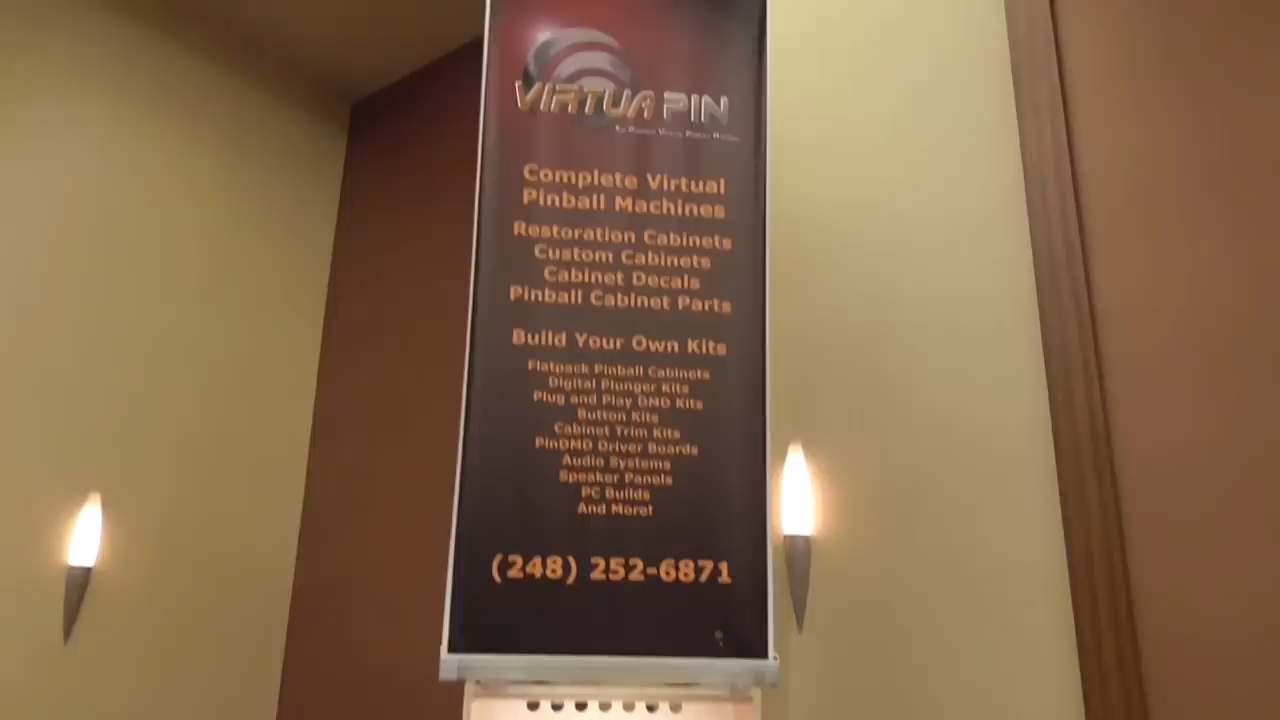 VIRTUA PIN
Complete Virtual
Pinball Machines
Restoration Cabinets
Custom Cabinets
Cabinet Decals
Pinball Cabinet Parts
Build Your Own Kits
Flatpack Pinball Cabinets
Digital Plunger Kits
Plug and Play DMD Kits
Button Kits
Cabinet Trim Kits
PinDMD Driver Boards
Audio Systems
Speaker Panels
PC Builds
And More!
(248) 252-6871